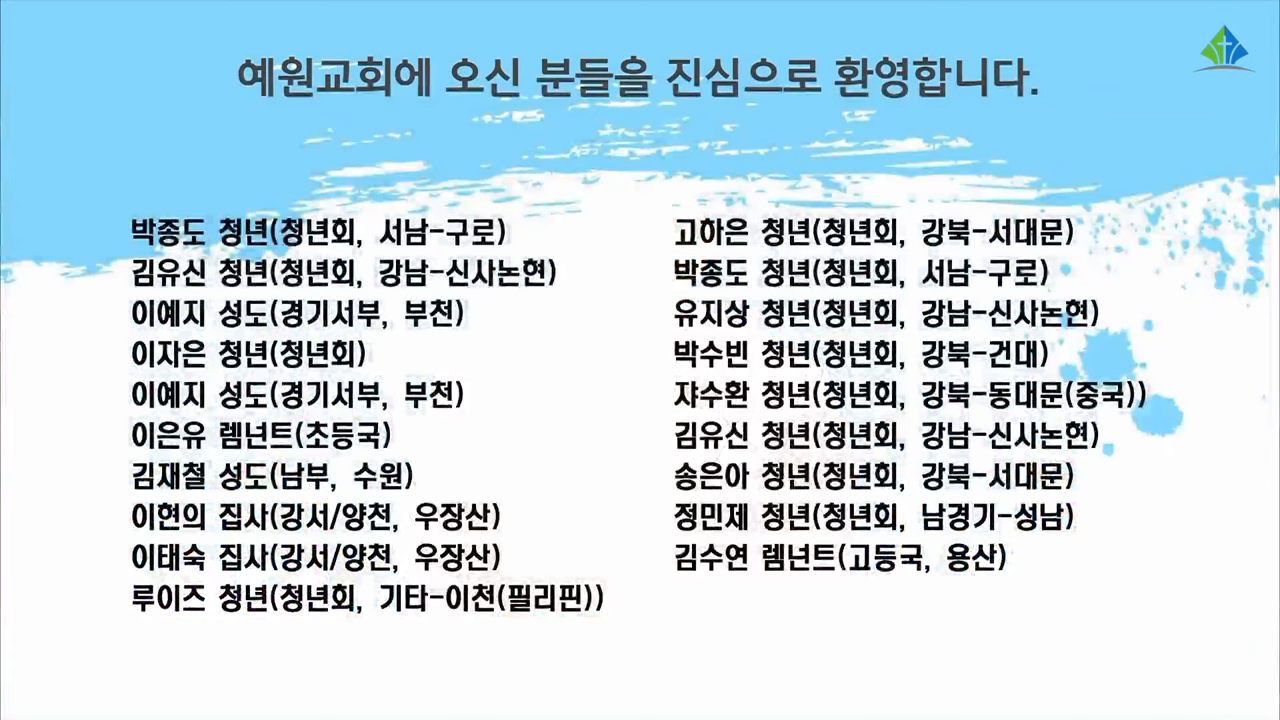 예원교회에 오신 분들을 진심으로 환영합니다.
박종도 청년(청년회, 서남-구로)
김유신 청년(청년회, 강남-신사논현)
이예지 성도(경기서부, 부천)
이자은 청년(청년회)
이예지 성도(경기서부, 부천)
이은유 렘넌트(초등국)
김재철 성도(남부, 수원)
이현의 집사(강서/양천, 우장산)
이태숙 집사(강서/양천, 우장산)
루이즈 청년(청년회, 기타-이천(필리핀))
고하은 청년(청년회, 강북-서대문)
박종도 청년(청년회, 서남-구로)
유지상 청년(청년회, 강남-신사논현)
박수빈 청년(청년회, 강북-건대)
쟈수환 청년(청년회, 강북-동대문(중국))
김유신 청년(청년회, 강남-신사논현)
송은아 청년(청년회, 강북-서대문)
정민제 청년(청년회, 남경기-성남)
김수연 렘넌트(고등국, 용산)